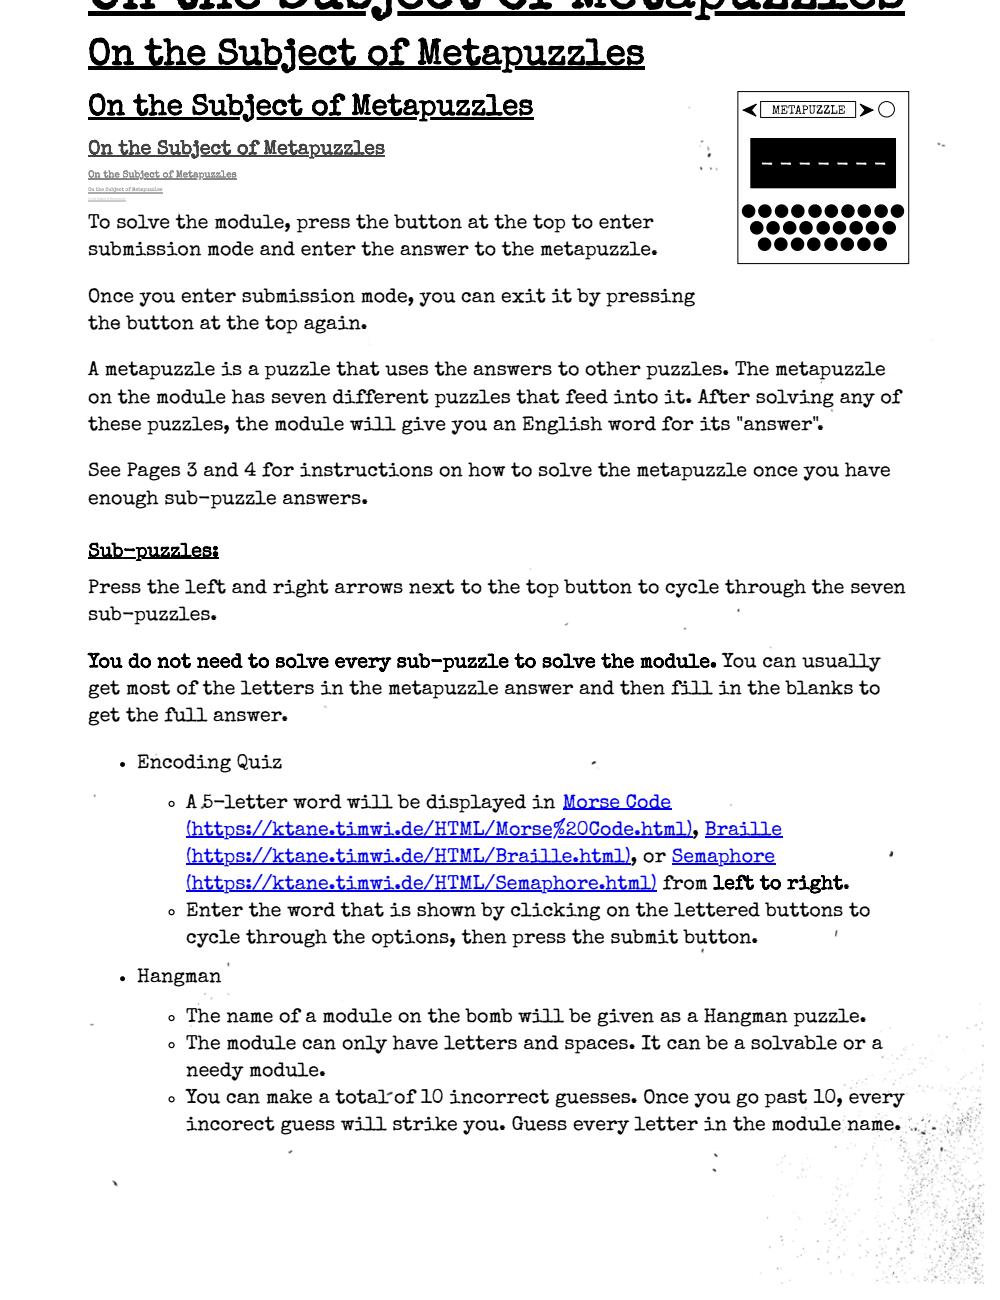 On the Subject of Metapuzzles
On the Subject of Metapuzzles
On the Subject of Metapuzzles
On the Subject of Metapuzzles
On the Subject of Metapuzzles
On the Subject of Metapuzzles
METAPUZZLE
To solve the module, press the button at the top to enter
submission mode and enter the answer to the metapuzzle.
Once you enter submission mode, you can exit it by pressing
the button at the top again.
A metapuzzle is a puzzle that uses the answers to other puzzles. The metapuzzle
on the module has seven different puzzles that feed into it. After solving any of
these puzzles, the module will give you an English word for its "answer".
See Pages 3 and 4 for instructions on how to solve the metapuzzle once you have
enough sub-puzzle answers.
Sub-puzzles:
Press the left and right arrows next to the top button to cycle through the seven
sub-puzzles.
You do not need to solve every sub-puzzle to solve the module. You can usually
get most of the letters in the metapuzzle answer and then fill in the blanks to
get the full answer.
• Encoding Quiz
◦ A 5-letter word will be displayed in Morse Code
(https://ktane.timwi.de/HTML/Morse%20Code.html), Braille
(https://ktane.timwi.de/HTML/Braille.html), or Semaphore
(https://ktane.timwi.de/HTML/Semaphore.html) from left to right.
◦ Enter the word that is shown by clicking on the lettered buttons to
cycle through the options, then press the submit button.
• Hangman
◦ The name of a module on the bomb will be given as a Hangman puzzle.
◦ The module can only have letters and spaces. It can be a solvable or a
needy module.
◦ You can make a total of 10 incorrect guesses. Once you go past 10, every
incorect guess will strike you. Guess every letter in the module name.